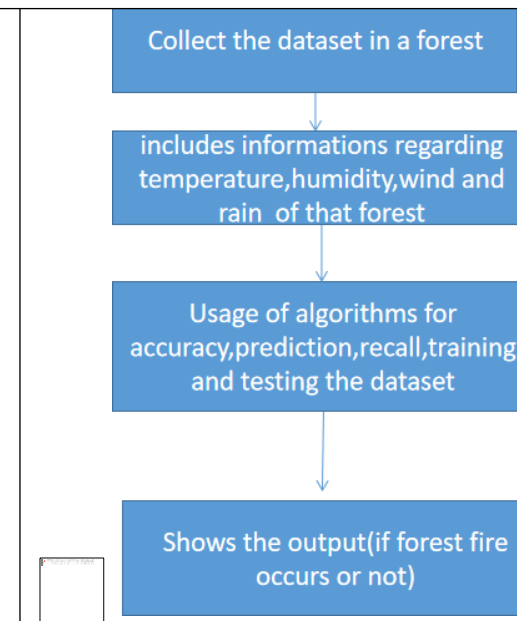 Collect the dataset in a forest
includes informations regarding
temperature,humidity,wind and
rain of that forest
Usage of algorithms for
accuracy,prediction,recall,training
and testing the dataset
Shows the output(if forest fire
occurs or not)